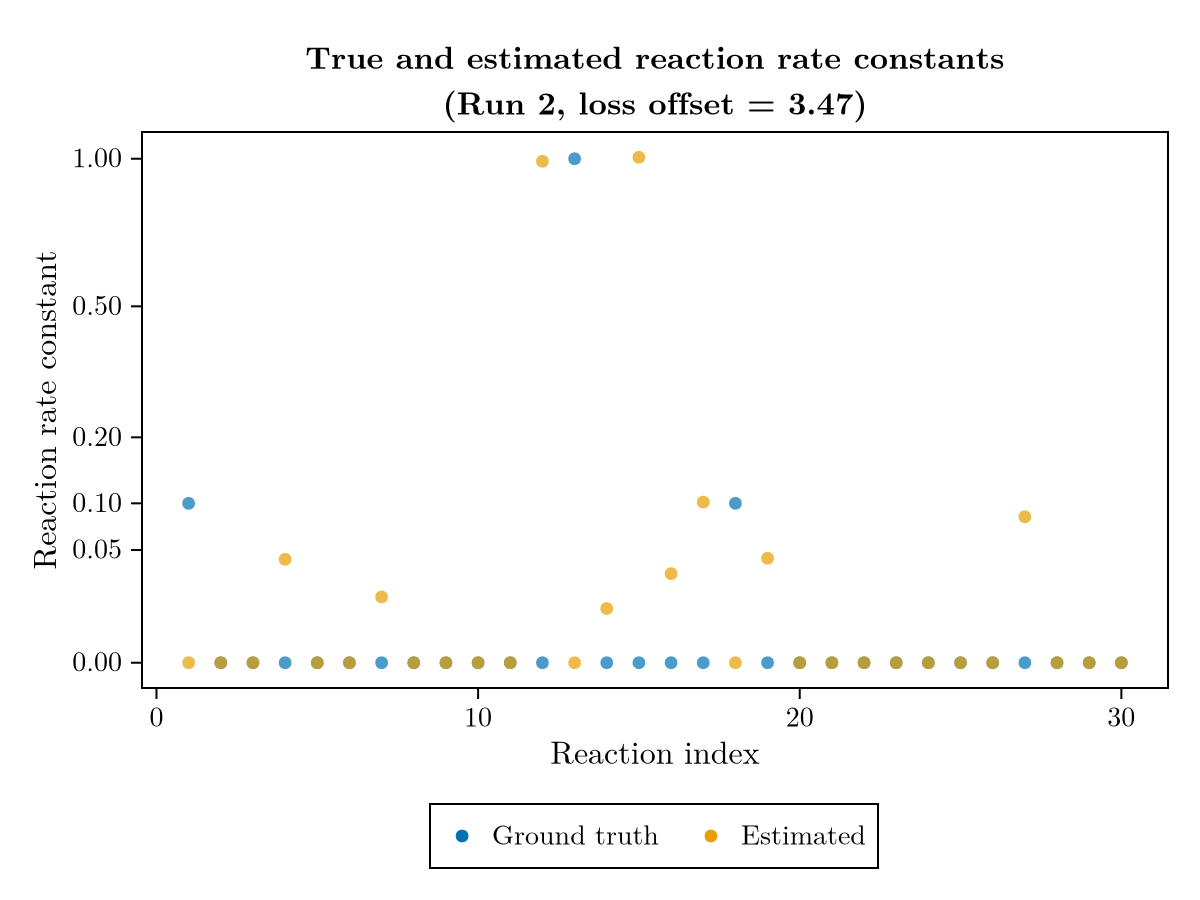 True and estimated reaction rate constants
(Run 2, loss offset = 3.47)
Reaction rate constant
1.00
0.50
0.20
0.10
0.05
0.00
0 10 20 30
Reaction index
Ground truth Estimated